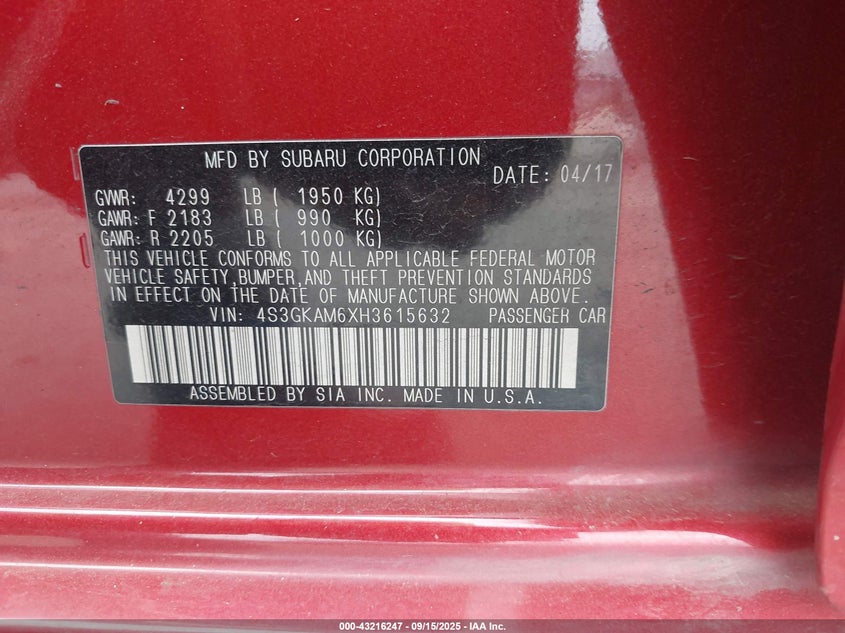 MFD BY SUBARU CORPORATION
DATE: 04/17
GVWR: 4299 LB ( 1950 KG)
GAWR: F 2183 LB ( 990 KG)
GAWR: R 2205 LB ( 1000 KG)
THIS VEHICLE CONFORMS TO ALL APPLICABLE FEDERAL MOTOR
VEHICLE SAFETY,BUMPER,AND THEFT PREVENTION STANDARDS
IN EFFECT ON THE DATE OF MANUFACTURE SHOWN ABOVE.
VIN: 4S3GKAM6XH3615632 PASSENGER CAR
ASSEMBLED BY SIA INC. MADE IN U.S.A.
000-43216247 - 09/15/2025 - IAA Inc.